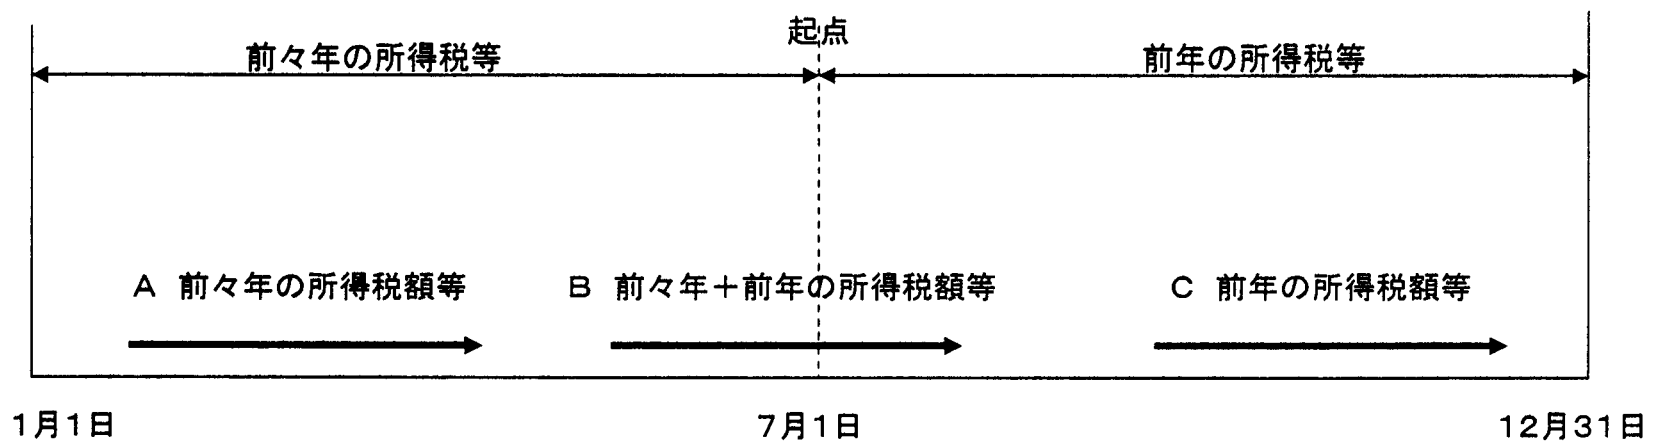 起点
前々年の所得税等
前年の所得税等
A 前々年の所得税額等
B 前々年＋前年の所得税額等
C 前年の所得税額等
1月1日
7月1日
12月31日